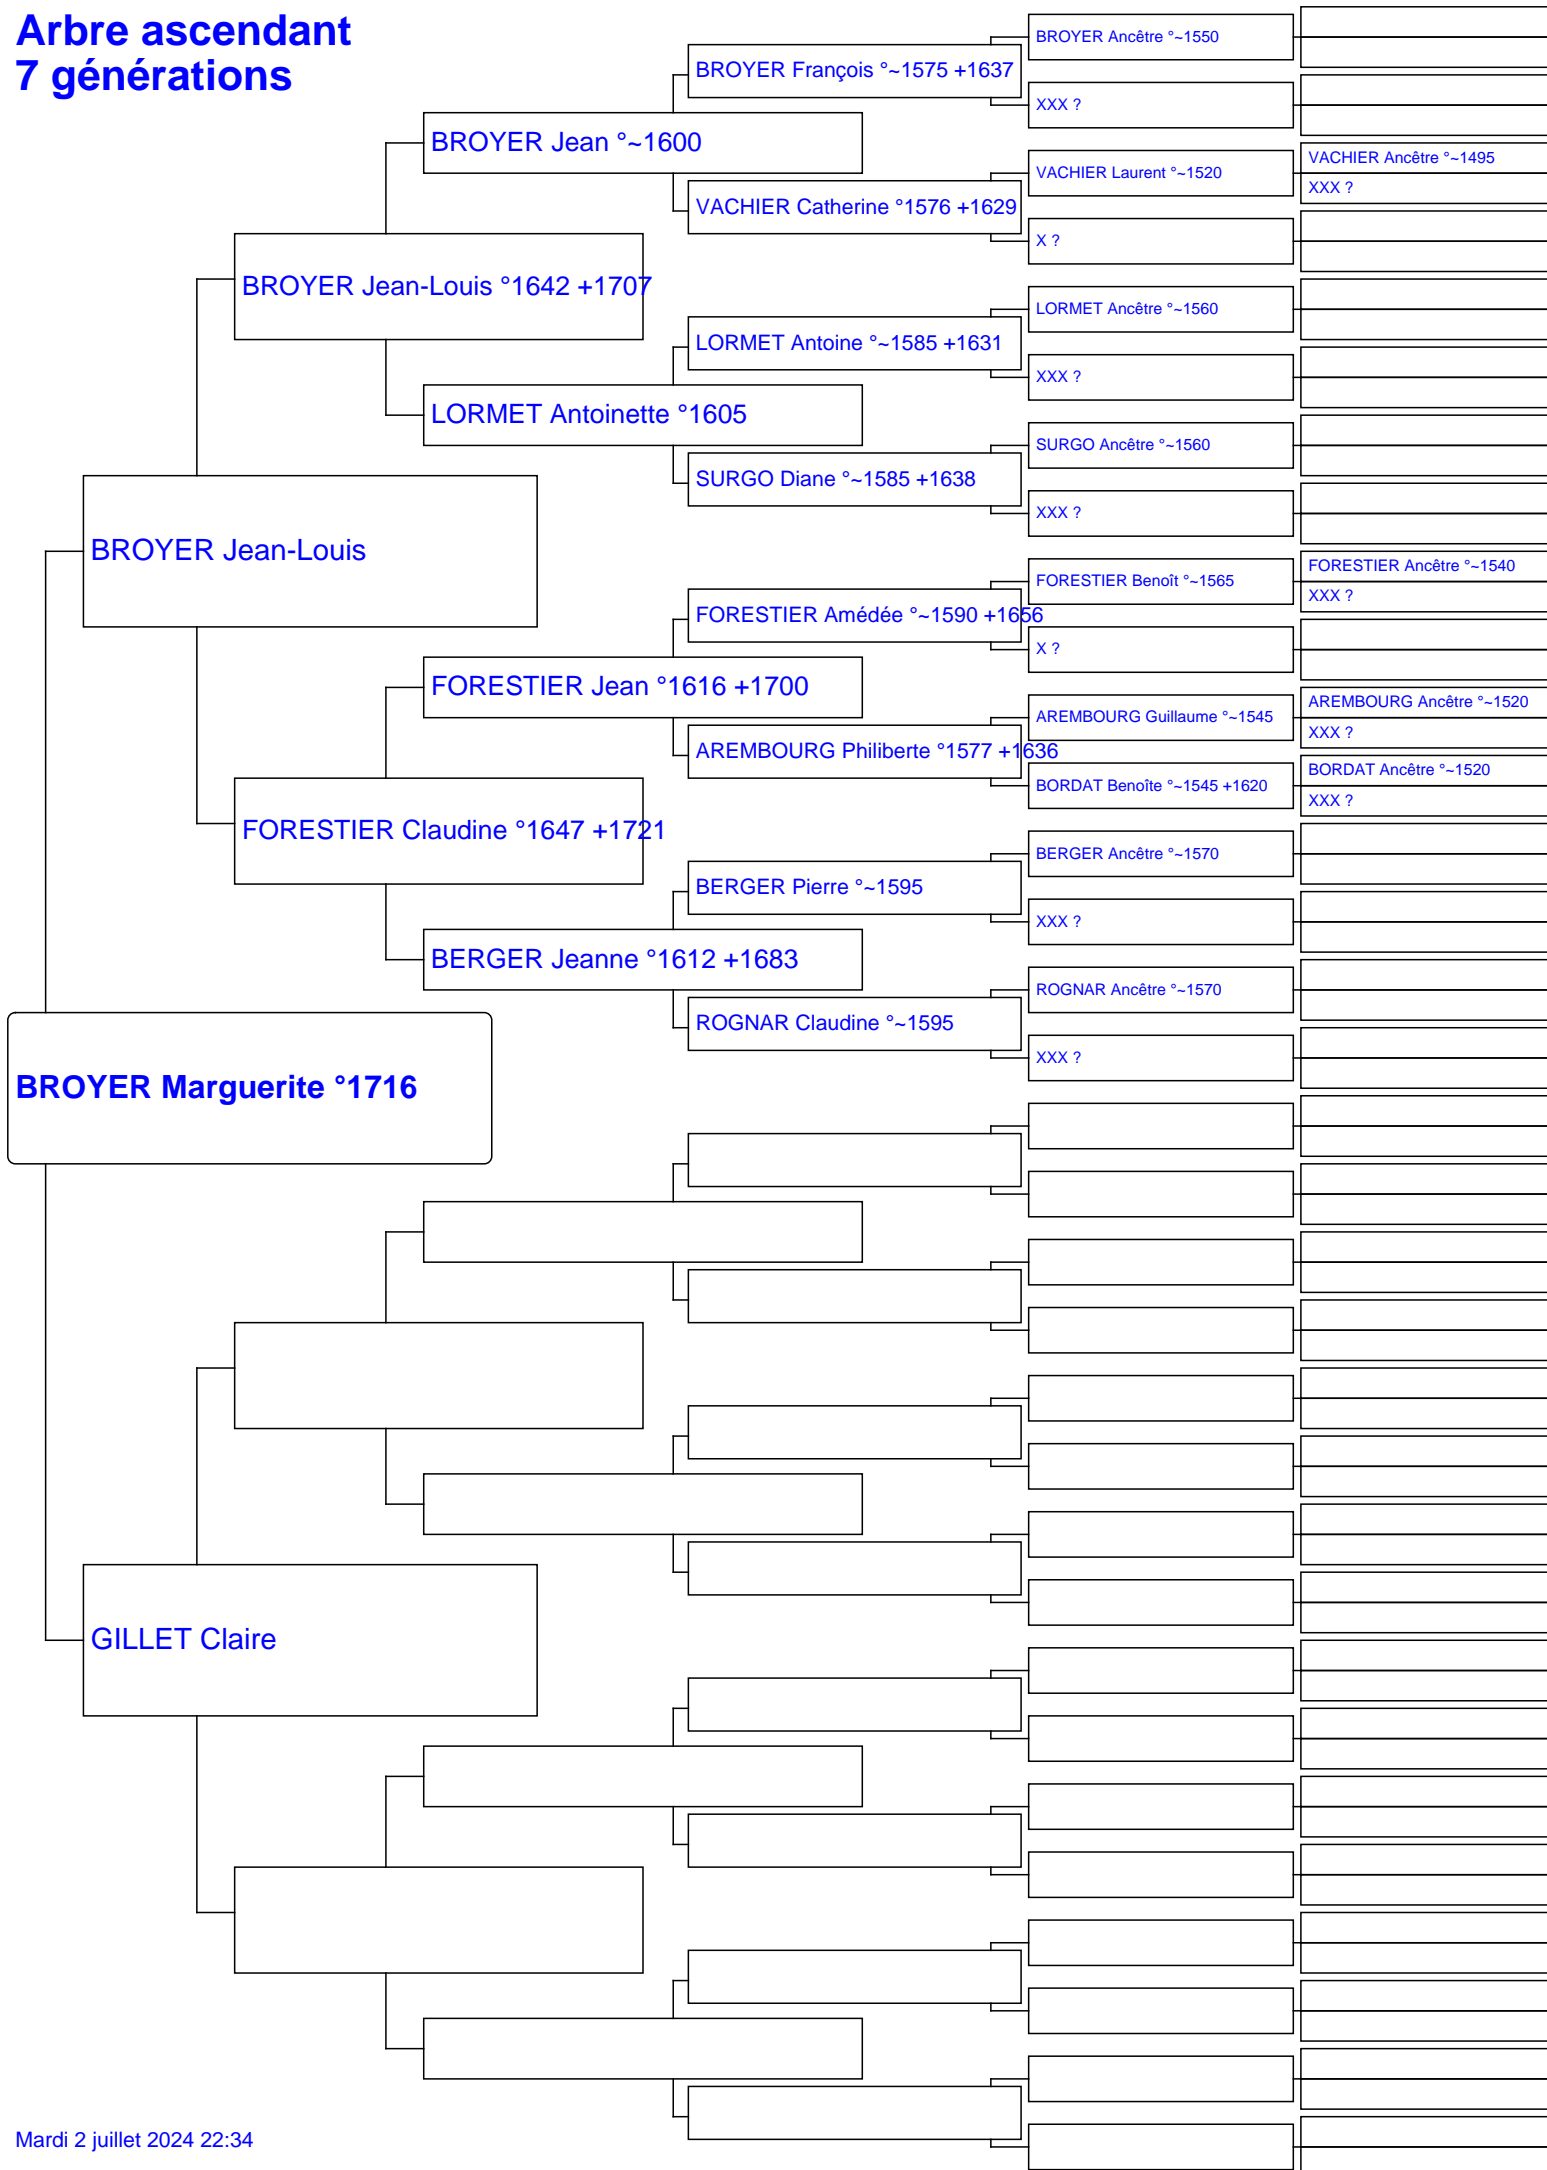 Arbre ascendant
7 générations
BROYER Ancêtre °~1550
BROYER François °~1575 +1637
XXX ?
BROYER Jean °~1600
VACHIER Ancêtre °~1495
VACHIER Laurent °~1520
XXX ?
VACHIER Catherine °1576 +1629
X ?
BROYER Jean-Louis °1642 +1707
LORMET Ancêtre °~1560
LORMET Antoine °~1585 +1631
XXX ?
LORMET Antoinette °1605
SURGO Ancêtre °~1560
SURGO Diane °~1585 +1638
XXX ?
BROYER Jean-Louis
FORESTIER Ancêtre °~1540
FORESTIER Benoît °~1565
XXX ?
FORESTIER Amédée °~1590 +1656
X ?
FORESTIER Jean °1616 +1700
AREMBOURG Ancêtre °~1520
AREMBOURG Guillaume °~1545
XXX ?
AREMBOURG Philiberte °1577 +1636
BORDAT Ancêtre °~1520
BORDAT Benoîte °~1545 +1620
XXX ?
FORESTIER Claudine °1647 +1721
BERGER Ancêtre °~1570
BERGER Pierre °~1595
XXX ?
BERGER Jeanne °1612 +1683
ROGNAR Ancêtre °~1570
ROGNAR Claudine °~1595
XXX ?
BROYER Marguerite °1716
GILLET Claire
Mardi 2 juillet 2024 22:34